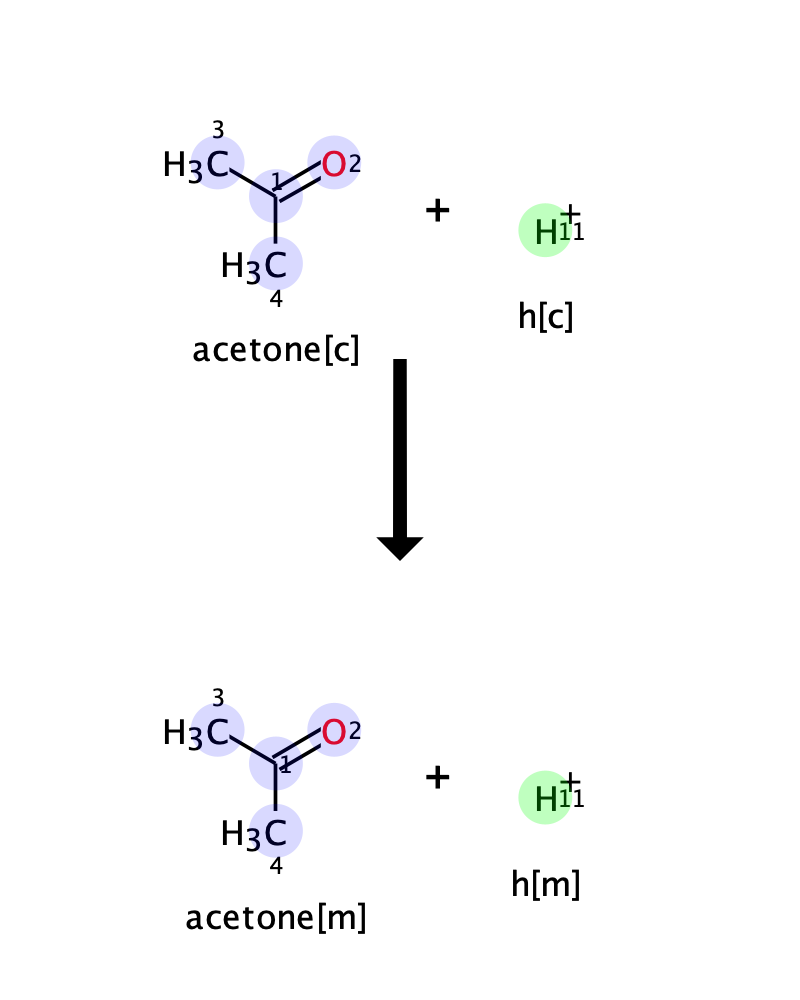 3
H3C 1 O2
+ H+11
H3C
4
h[c]
acetone[c]
3
H3C O2
1
+ H+11
H3C
4
h[m]
acetone[m]